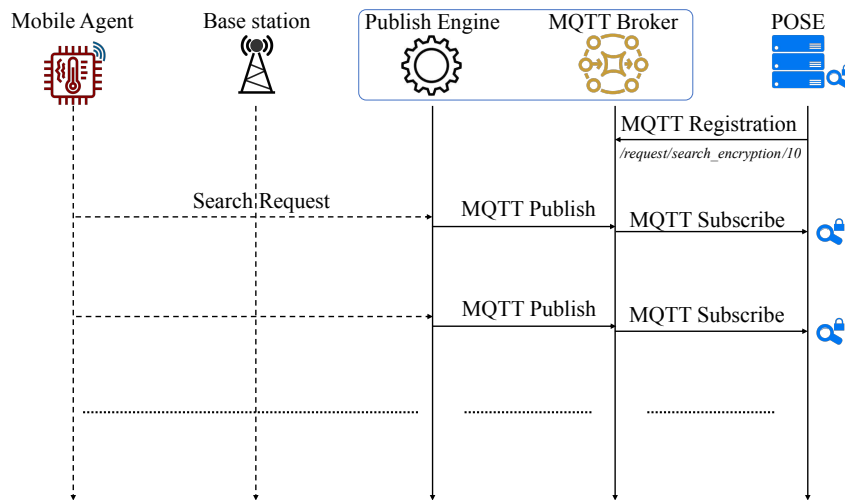 Mobile Agent
Base station
Publish Engine
MQTT Broker
POSE
MQTT Registration
/request/search_encryption/10
Search Request
MQTT Publish
MQTT Subscribe
MQTT Publish
MQTT Subscribe